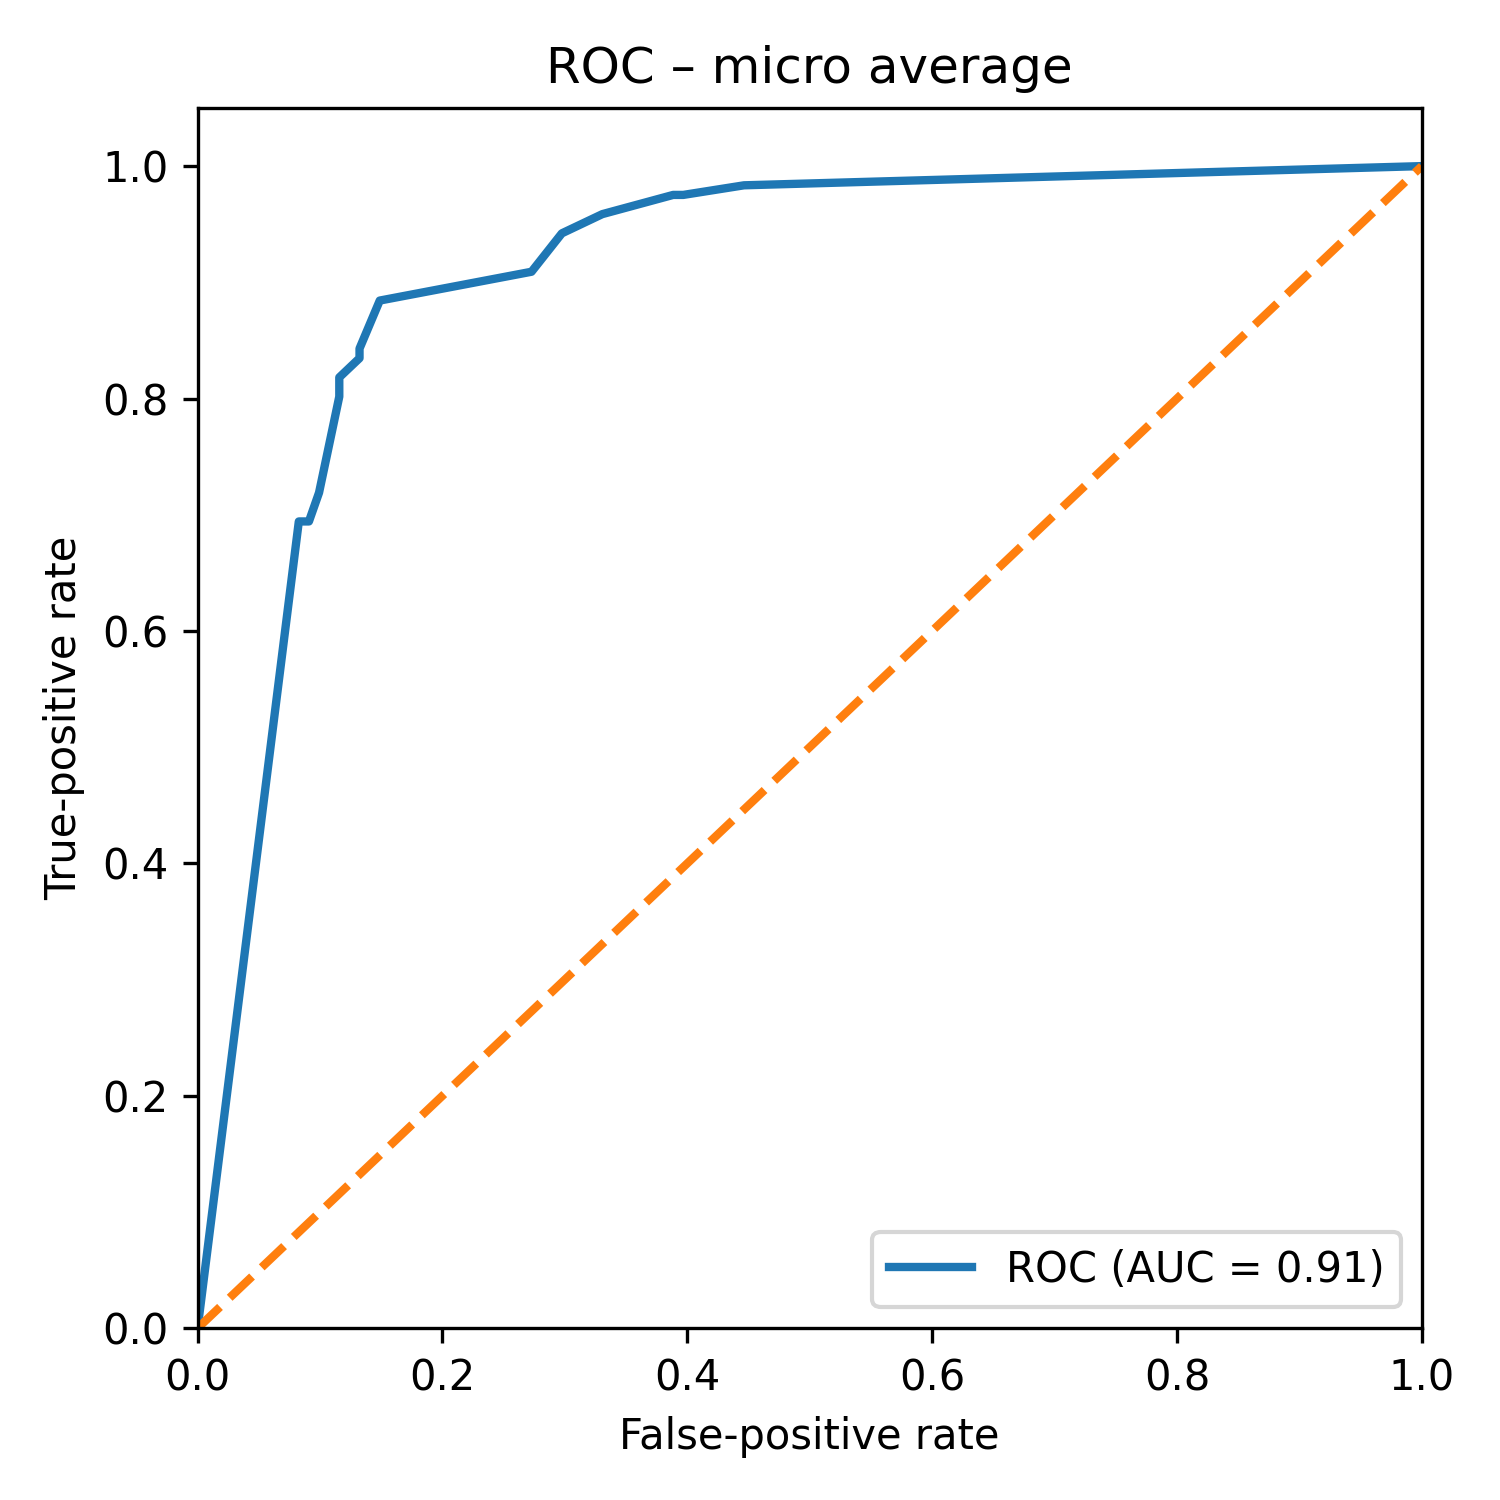 ROC – micro average
1.0
0.8
0.6
0.4
0.2
0.0
True-positive rate
ROC (AUC = 0.91)
0.0 0.2 0.4 0.6 0.8 1.0
False-positive rate